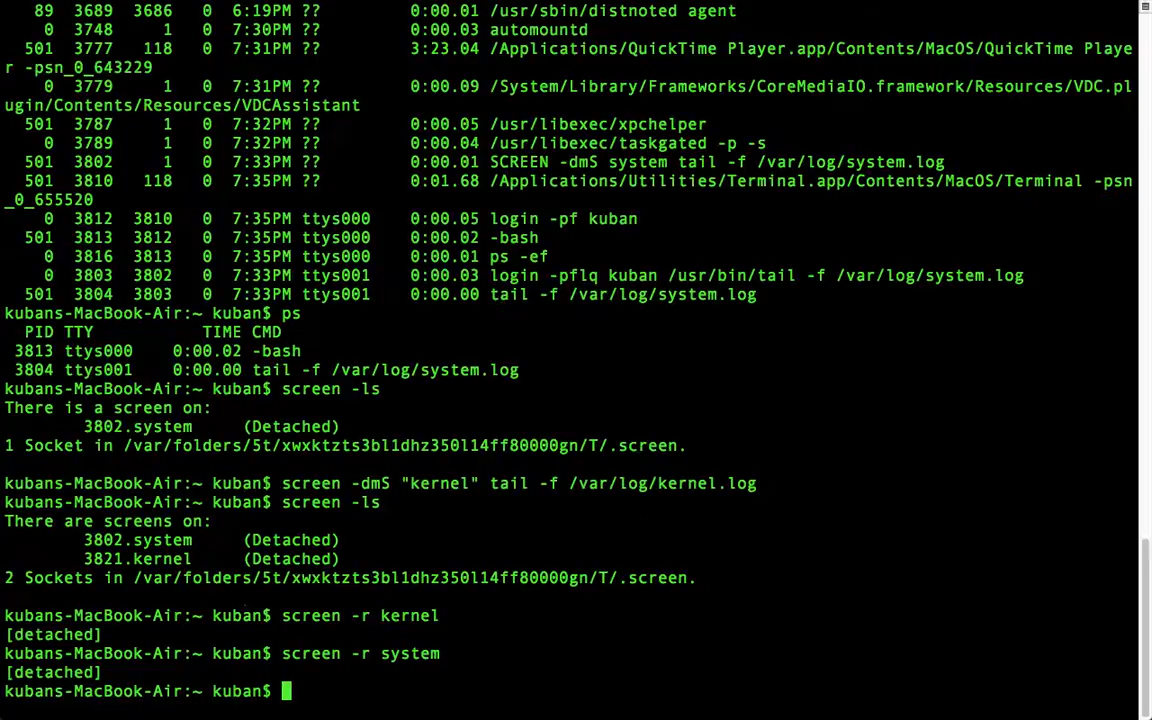 89  3689  3686   0  6:19PM ??         0:00.01 /usr/sbin/distnoted agent
0  3748     1   0  7:30PM ??         0:00.03 automountd
501  3777   118   0  7:31PM ??         3:23.04 /Applications/QuickTime Player.app/Contents/MacOS/QuickTime Playe
r -psn_0_643229
0  3779     1   0  7:31PM ??         0:00.09 /System/Library/Frameworks/CoreMediaIO.framework/Resources/VDC.pl
ugin/Contents/Resources/VDCAssistant
501  3787     1   0  7:32PM ??         0:00.05 /usr/libexec/xpchelper
0  3789     1   0  7:32PM ??         0:00.04 /usr/libexec/taskgated -p -s
501  3802     1   0  7:33PM ??         0:00.01 SCREEN -dmS system tail -f /var/log/system.log
501  3810   118   0  7:35PM ??         0:01.68 /Applications/Utilities/Terminal.app/Contents/MacOS/Terminal -psn
_0_655520
0  3812  3810   0  7:35PM ttys000    0:00.05 login -pf kuban
501  3813  3812   0  7:35PM ttys000    0:00.02 -bash
0  3816  3813   0  7:35PM ttys000    0:00.01 ps -ef
0  3803  3802   0  7:33PM ttys001    0:00.03 login -pflq kuban /usr/bin/tail -f /var/log/system.log
501  3804  3803   0  7:33PM ttys001    0:00.00 tail -f /var/log/system.log
kubans-MacBook-Air:~ kuban$ ps
PID TTY           TIME CMD
3813 ttys000    0:00.02 -bash
3804 ttys001    0:00.00 tail -f /var/log/system.log
kubans-MacBook-Air:~ kuban$ screen -ls
There is a screen on:
3802.system     (Detached)
1 Socket in /var/folders/5t/xwxktzts3bl1dhz350l14ff80000gn/T/.screen.
kubans-MacBook-Air:~ kuban$ screen -dmS "kernel" tail -f /var/log/kernel.log
kubans-MacBook-Air:~ kuban$ screen -ls
There are screens on:
3802.system     (Detached)
3821.kernel     (Detached)
2 Sockets in /var/folders/5t/xwxktzts3bl1dhz350l14ff80000gn/T/.screen.
kubans-MacBook-Air:~ kuban$ screen -r kernel
[detached]
kubans-MacBook-Air:~ kuban$ screen -r system
[detached]
kubans-MacBook-Air:~ kuban$